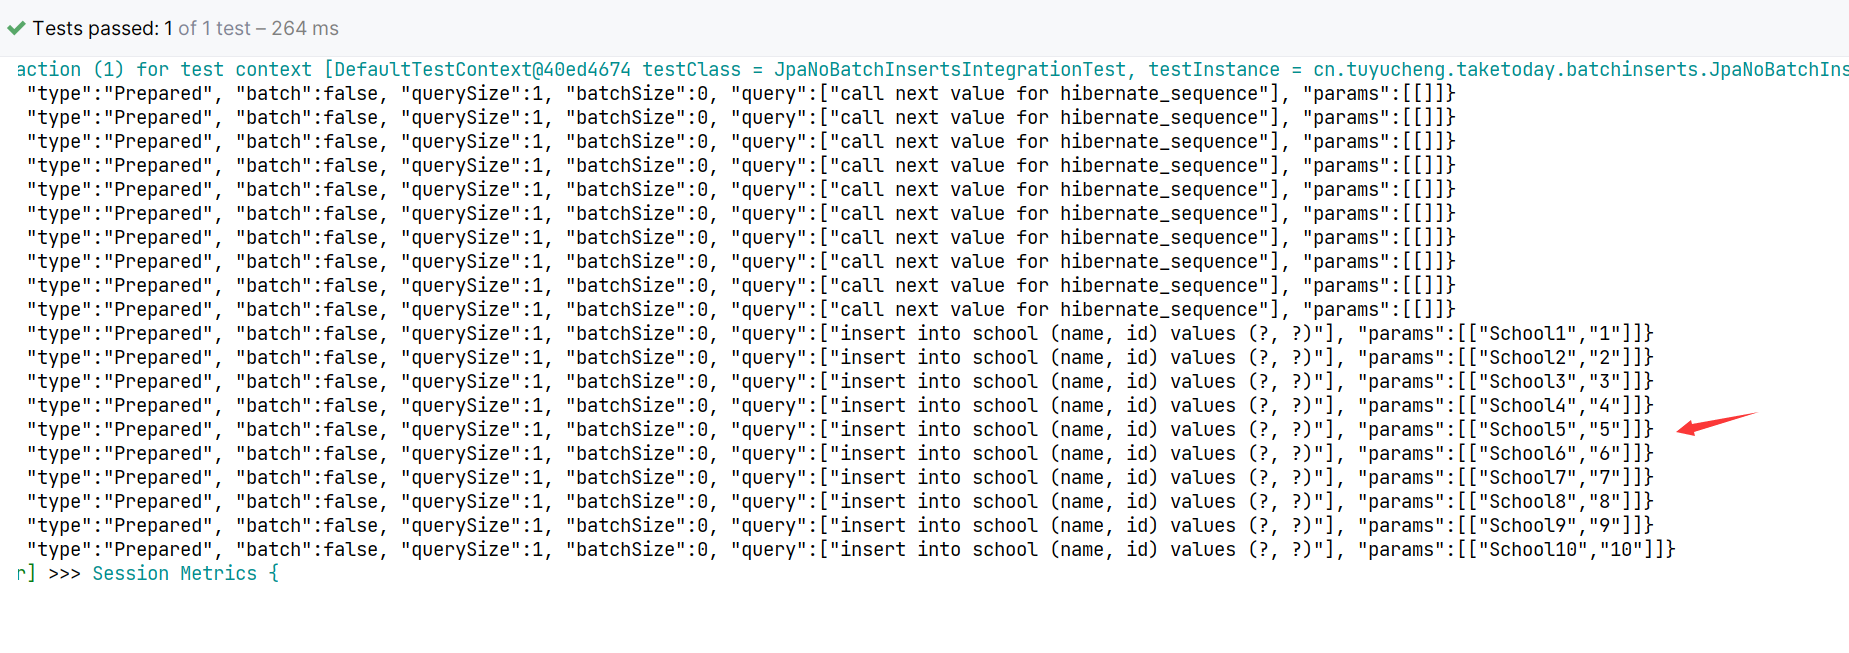 Tests passed: 1 of 1 test – 264 ms
action (1) for test context [DefaultTestContext@40ed4674 testClass = JpaNoBatchInsertsIntegrationTest, testInstance = cn.tuyucheng.taketoday.batchinserts.JpaNoBatchIns
"type":"Prepared", "batch":false, "querySize":1, "batchSize":0, "query":["call next value for hibernate_sequence"], "params":[[]]}
"type":"Prepared", "batch":false, "querySize":1, "batchSize":0, "query":["call next value for hibernate_sequence"], "params":[[]]}
"type":"Prepared", "batch":false, "querySize":1, "batchSize":0, "query":["call next value for hibernate_sequence"], "params":[[]]}
"type":"Prepared", "batch":false, "querySize":1, "batchSize":0, "query":["call next value for hibernate_sequence"], "params":[[]]}
"type":"Prepared", "batch":false, "querySize":1, "batchSize":0, "query":["call next value for hibernate_sequence"], "params":[[]]}
"type":"Prepared", "batch":false, "querySize":1, "batchSize":0, "query":["call next value for hibernate_sequence"], "params":[[]]}
"type":"Prepared", "batch":false, "querySize":1, "batchSize":0, "query":["call next value for hibernate_sequence"], "params":[[]]}
"type":"Prepared", "batch":false, "querySize":1, "batchSize":0, "query":["call next value for hibernate_sequence"], "params":[[]]}
"type":"Prepared", "batch":false, "querySize":1, "batchSize":0, "query":["call next value for hibernate_sequence"], "params":[[]]}
"type":"Prepared", "batch":false, "querySize":1, "batchSize":0, "query":["call next value for hibernate_sequence"], "params":[[]]}
"type":"Prepared", "batch":false, "querySize":1, "batchSize":0, "query":["insert into school (name, id) values (?, ?)"], "params":[["School1","1"]]}
"type":"Prepared", "batch":false, "querySize":1, "batchSize":0, "query":["insert into school (name, id) values (?, ?)"], "params":[["School2","2"]]}
"type":"Prepared", "batch":false, "querySize":1, "batchSize":0, "query":["insert into school (name, id) values (?, ?)"], "params":[["School3","3"]]}
"type":"Prepared", "batch":false, "querySize":1, "batchSize":0, "query":["insert into school (name, id) values (?, ?)"], "params":[["School4","4"]]}
"type":"Prepared", "batch":false, "querySize":1, "batchSize":0, "query":["insert into school (name, id) values (?, ?)"], "params":[["School5","5"]]}
"type":"Prepared", "batch":false, "querySize":1, "batchSize":0, "query":["insert into school (name, id) values (?, ?)"], "params":[["School6","6"]]}
"type":"Prepared", "batch":false, "querySize":1, "batchSize":0, "query":["insert into school (name, id) values (?, ?)"], "params":[["School7","7"]]}
"type":"Prepared", "batch":false, "querySize":1, "batchSize":0, "query":["insert into school (name, id) values (?, ?)"], "params":[["School8","8"]]}
"type":"Prepared", "batch":false, "querySize":1, "batchSize":0, "query":["insert into school (name, id) values (?, ?)"], "params":[["School9","9"]]}
"type":"Prepared", "batch":false, "querySize":1, "batchSize":0, "query":["insert into school (name, id) values (?, ?)"], "params":[["School10","10"]]}
r] >>> Session Metrics {